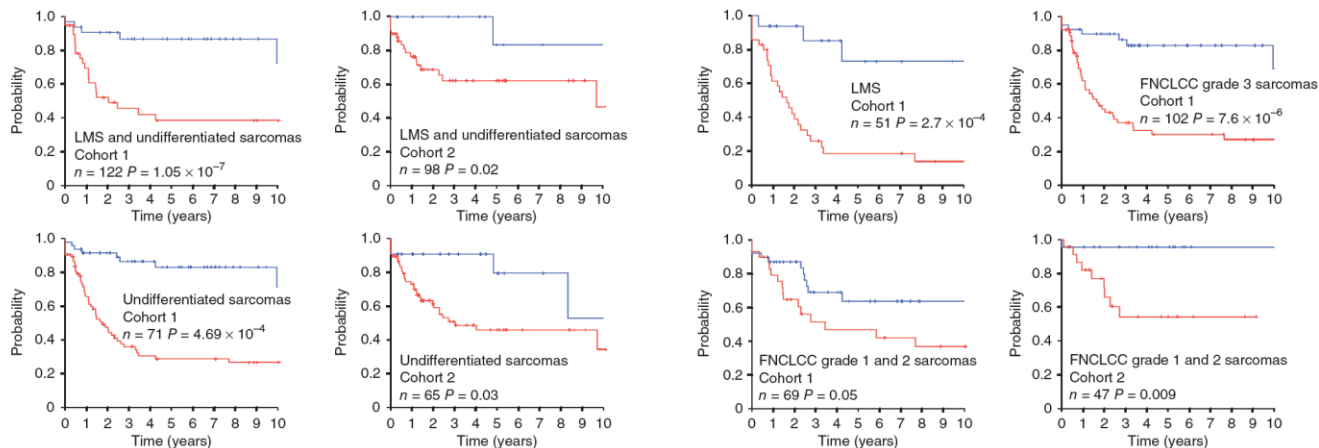 1.0
0.8
0.6
0.4
0.2
0
Probability
LMS and undifferentiated sarcomas
Cohort 1
n = 122 P = 1.05 × 10⁻⁷
0 1 2 3 4 5 6 7 8 9 10
Time (years)
1.0
0.8
0.6
0.4
0.2
0
Probability
LMS and undifferentiated sarcomas
Cohort 2
n = 98 P = 0.02
0 1 2 3 4 5 6 7 8 9 10
Time (years)
1.0
0.8
0.6
0.4
0.2
0
Probability
LMS
Cohort 1
n = 51 P = 2.7 × 10⁻⁴
0 1 2 3 4 5 6 7 8 9 10
Time (years)
1.0
0.8
0.6
0.4
0.2
0
Probability
FNCLCC grade 3 sarcomas
Cohort 1
n = 102 P = 7.6 × 10⁻⁶
0 1 2 3 4 5 6 7 8 9 10
Time (years)
1.0
0.8
0.6
0.4
0.2
0
Probability
Undifferentiated sarcomas
Cohort 1
n = 71 P = 4.69 × 10⁻⁴
0 1 2 3 4 5 6 7 8 9 10
Time (years)
1.0
0.8
0.6
0.4
0.2
0
Probability
Undifferentiated sarcomas
Cohort 2
n = 65 P = 0.03
0 1 2 3 4 5 6 7 8 9 10
Time (years)
1.0
0.8
0.6
0.4
0.2
0
Probability
FNCLCC grade 1 and 2 sarcomas
Cohort 1
n = 69 P = 0.05
0 1 2 3 4 5 6 7 8 9 10
Time (years)
1.0
0.8
0.6
0.4
0.2
0
Probability
FNCLCC grade 1 and 2 sarcomas
Cohort 2
n = 47 P = 0.009
0 1 2 3 4 5 6 7 8 9 10
Time (years)